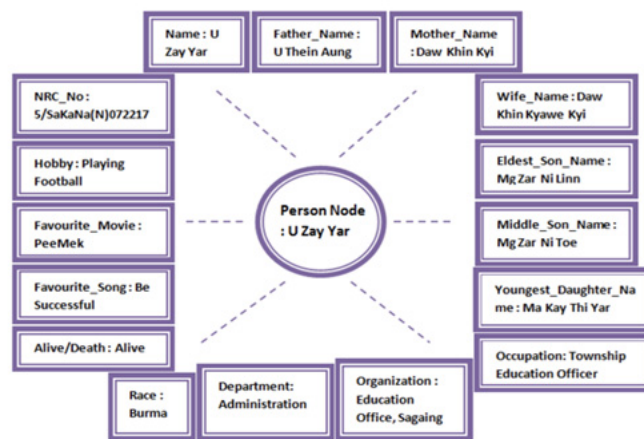 Name : U
Zay Yar
Father_Name :
U Thein Aung
Mother_Name
: Daw Khin Kyi
NRC_No :
5/SaKaNa(N)072217
Hobby : Playing
Football
Favourite_Movie :
PeeMek
Favourite_Song : Be
Successful
Alive/Death : Alive
Person Node
: U Zay Yar
Wife_Name : Daw
Khin Kyawe Kyi
Eldest_Son_Name :
Mg Zar Ni Linn
Middle_Son_Name :
Mg Zar Ni Toe
Youngest_Daughter_Na
me : Ma Kay Thi Yar
Occupation: Township
Education Officer
Race :
Burma
Department:
Administration
Organization :
Education
Office, Sagaing